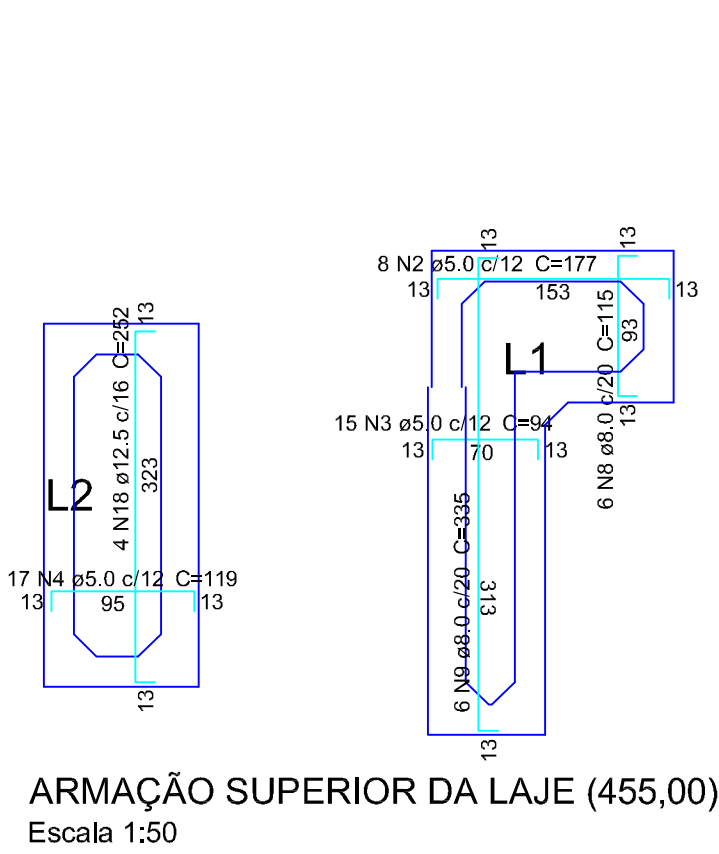 13
13
8 N2 ø5.0 c/12 C=177
13
153
13
6 N8 ø8.0 c/20 C=115
93
13
L1
13
4 N18 ø12.5 c/16 C=252
323
L2
15 N3 ø5.0 c/12 C=94
13
70
13
6 N9 ø8.0 c/20 C=335
313
17 N4 ø5.0 c/12 C=119
13
95
13
13
13
ARMAÇÃO SUPERIOR DA LAJE (455,00)
Escala 1:50